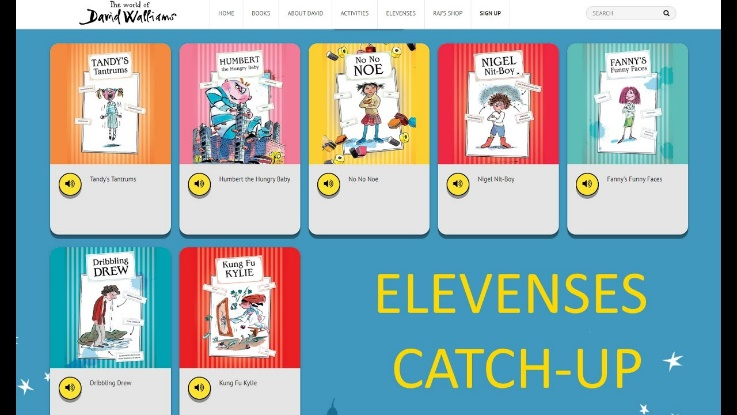 The world of
David Walliams
HOME BOOKS ABOUT DAVID ACTIVITIES ELEVENSES RAJ'S SHOP SIGN UP
SEARCH
TANDY'S
Tantrums
HUMBERT
the Hungry Baby
No No
NOE
NIGEL
Nit-Boy
FANNY'S
Funny Faces
Tandy's Tantrums
Humbert the Hungry Baby
No No Noe
Nigel Nit-Boy
Fanny's Funny Faces
Dribbling
DREW
Kung Fu
KYLIE
Dribbling Drew
Kung Fu Kylie
ELEVENSES
CATCH-UP